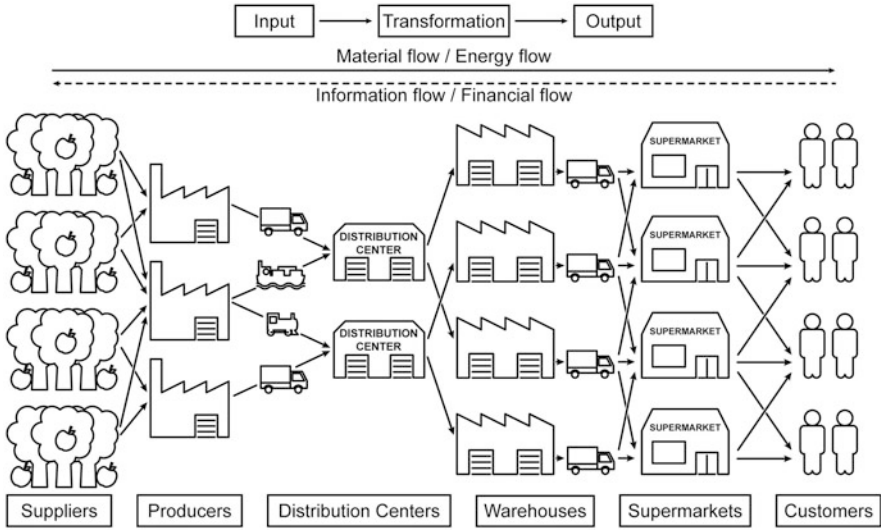 Input
Transformation
Output
Material flow / Energy flow
Information flow / Financial flow
SUPERMARKET
DISTRIBUTION
CENTER
SUPERMARKET
DISTRIBUTION
CENTER
SUPERMARKET
SUPERMARKET
Suppliers
Producers
Distribution Centers
Warehouses
Supermarkets
Customers